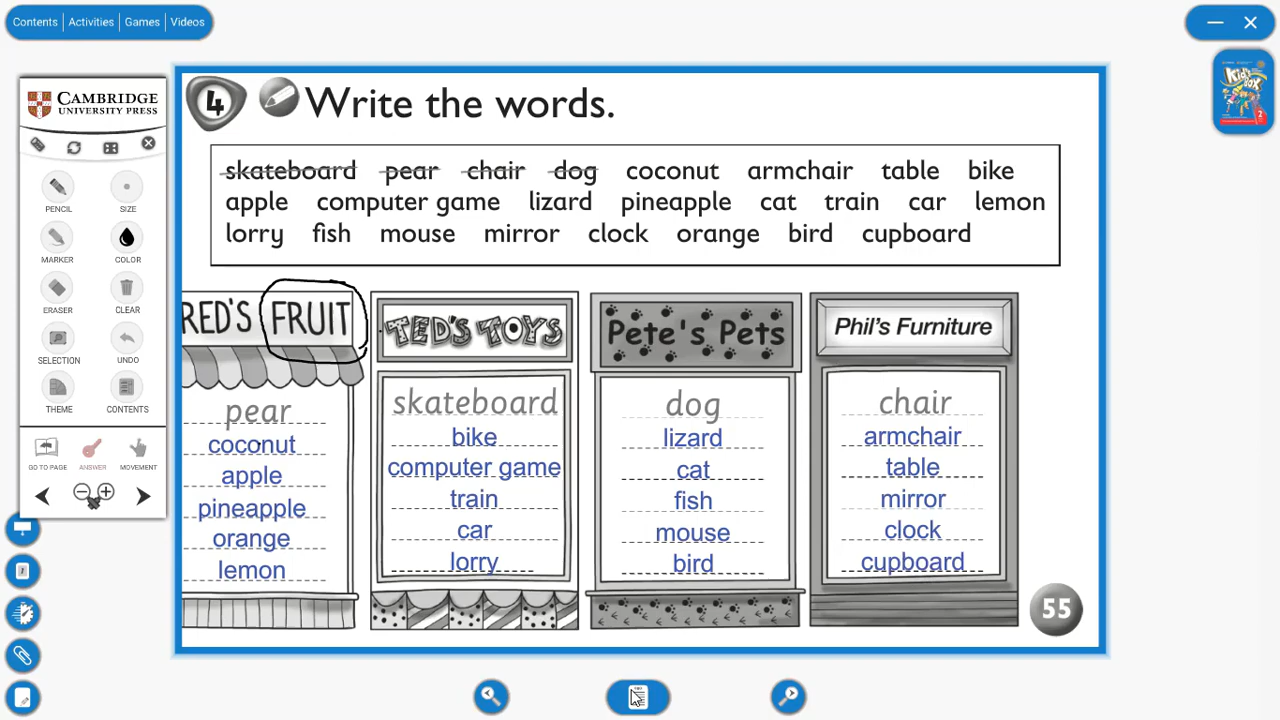 Contents Activities Games Videos
CAMBRIDGE
UNIVERSITY PRESS
PENCIL SIZE
MARKER COLOR
ERASER CLEAR
SELECTION UNDO
THEME CONTENTS
GO TO PAGE ANSWER MOVEMENT
4 Write the words.
skateboard pear chair dog coconut armchair table bike
apple computer game lizard pineapple cat train car lemon
lorry fish mouse mirror clock orange bird cupboard
RED'S FRUIT
pear
coconut
apple
pineapple
orange
lemon
TED'S TOYS
skateboard
bike
computer game
train
car
lorry
Pete's Pets
dog
lizard
cat
fish
mouse
bird
Phil's Furniture
chair
armchair
table
mirror
clock
cupboard
55